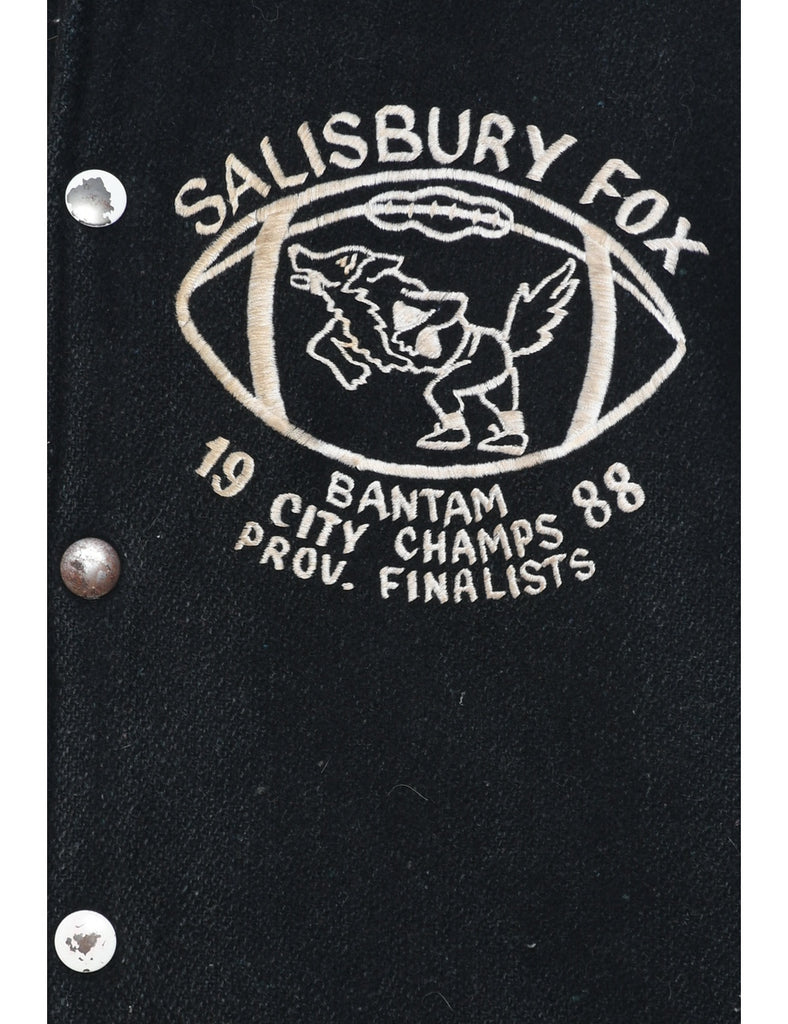 SALISBURY FOX
19 88
BANTAM
CITY CHAMPS
PROV. FINALISTS